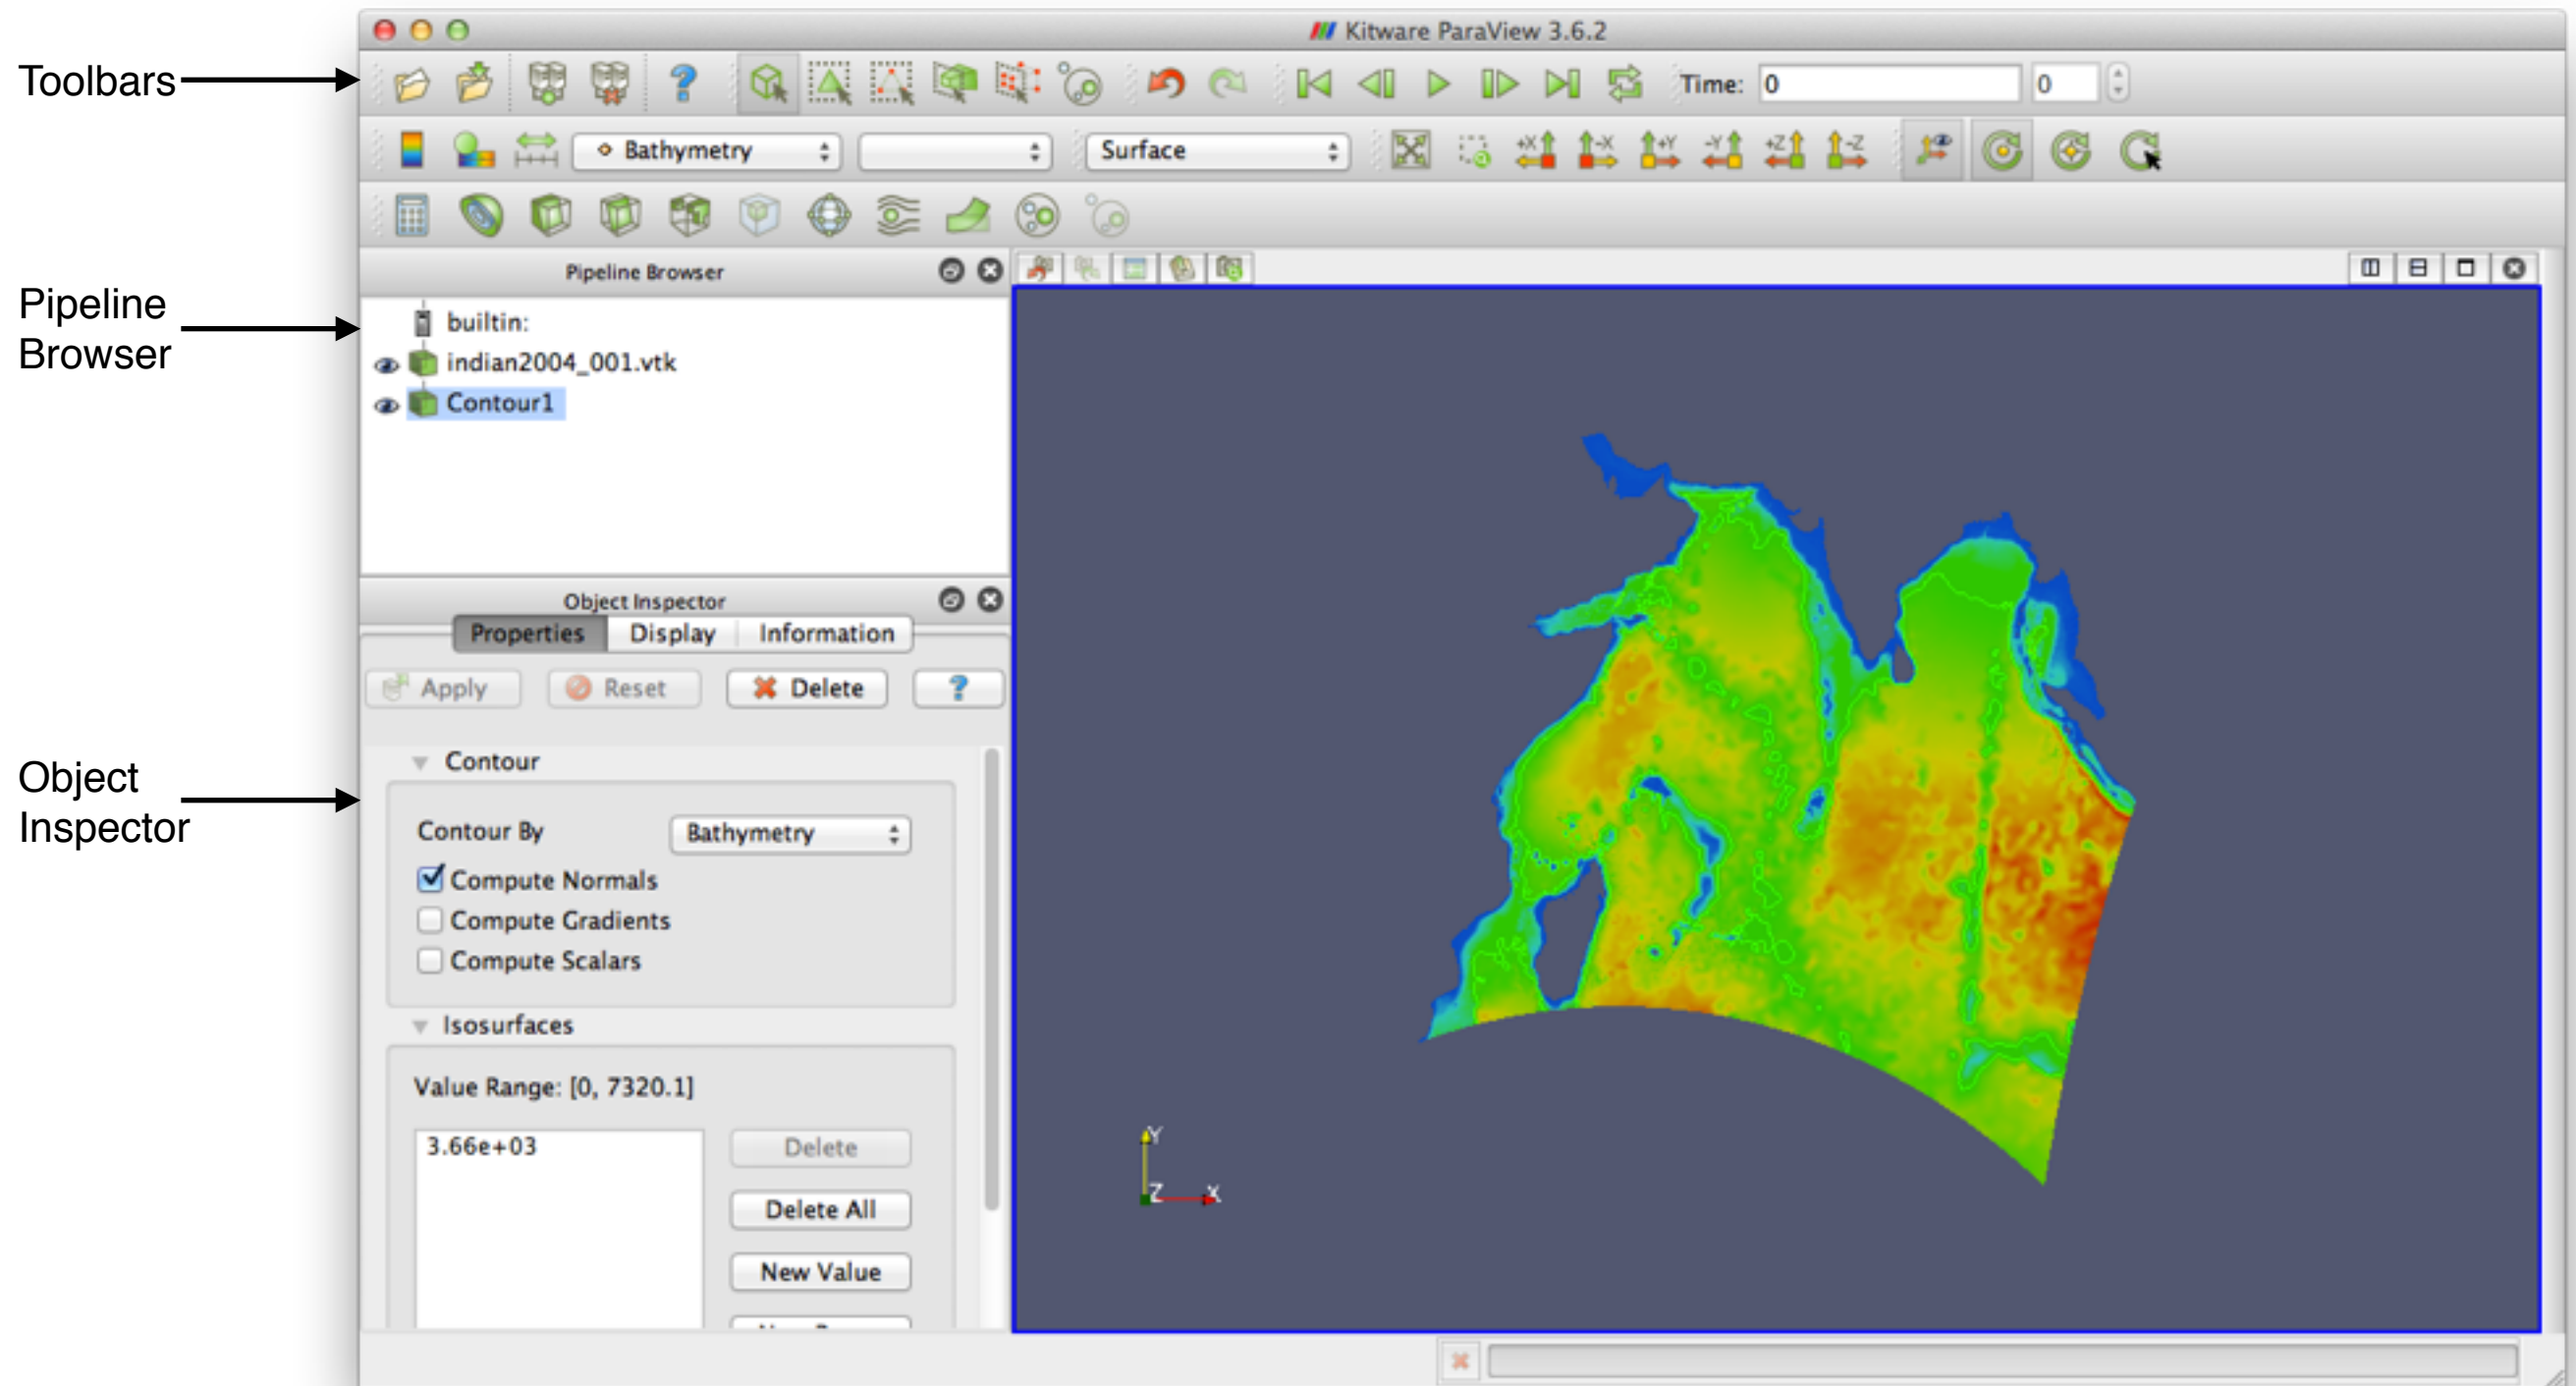 Kitware ParaView 3.6.2
Toolbars
Time: 0 0
Bathymetry Surface +X -X +Y -Y +Z -Z
Pipeline Browser
Pipeline
Browser
builtin:
indian2004_001.vtk
Contour1
Object Inspector
Properties Display Information
Apply Reset Delete ?
Object
Inspector
Contour
Contour By Bathymetry
Compute Normals
Compute Gradients
Compute Scalars
Isosurfaces
Value Range: [0, 7320.1]
3.66e+03
Delete
Delete All
New Value
Y
Z X